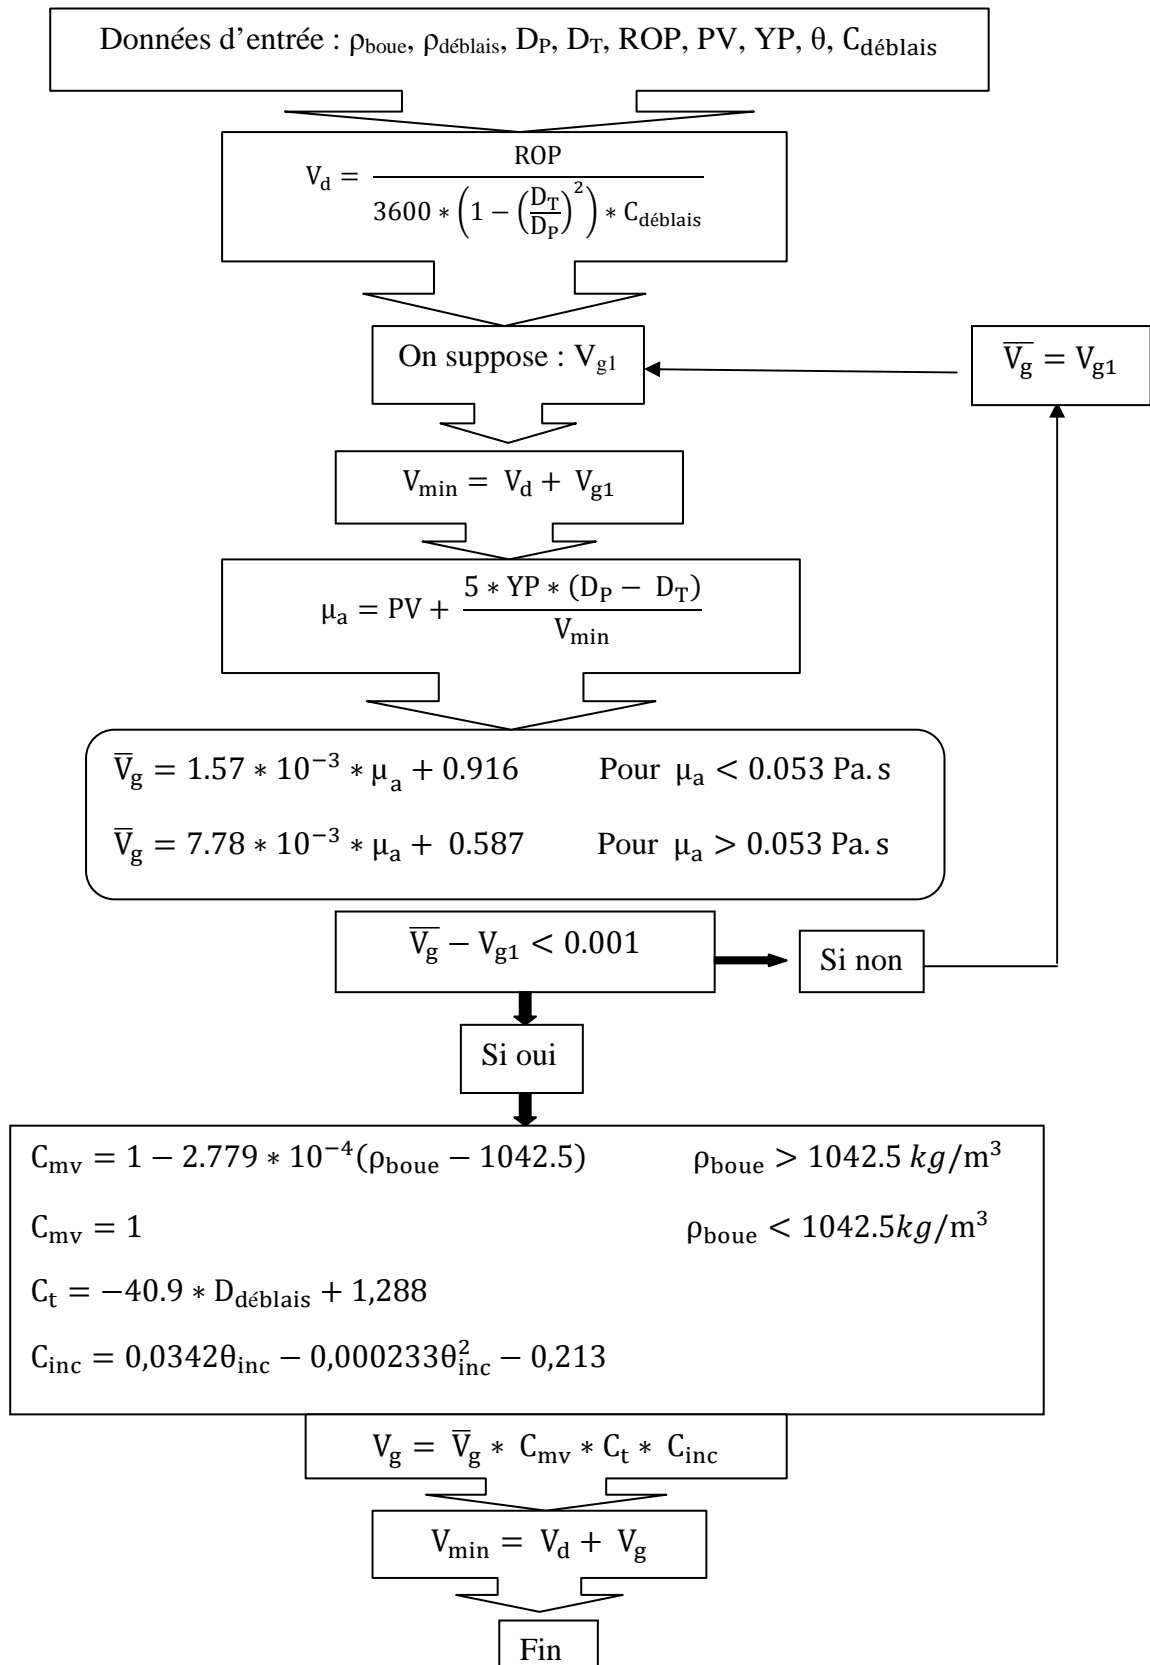 Données d'entrée : ρboue, ρdéblais, DP, DT, ROP, PV, YP, θ, Cdéblais
Vd = ROP / 3600 * (1 − (DT/DP)^2) * Cdéblais
On suppose : Vg1
V̅g = Vg1
Vmin = Vd + Vg1
μa = PV + 5 * YP * (DP − DT) / Vmin
V̅g = 1.57 * 10^−3 * μa + 0.916 Pour μa < 0.053 Pa.s
V̅g = 7.78 * 10^−3 * μa + 0.587 Pour μa > 0.053 Pa.s
V̅g − Vg1 < 0.001
Si non
Si oui
Cmv = 1 − 2.779 * 10^−4(ρboue − 1042.5) ρboue > 1042.5 kg/m^3
Cmv = 1 ρboue < 1042.5kg/m^3
Ct = −40.9 * Ddéblais + 1,288
Cinc = 0,0342θinc − 0,000233θinc^2 − 0,213
Vg = V̅g * Cmv * Ct * Cinc
Vmin = Vd + Vg
Fin